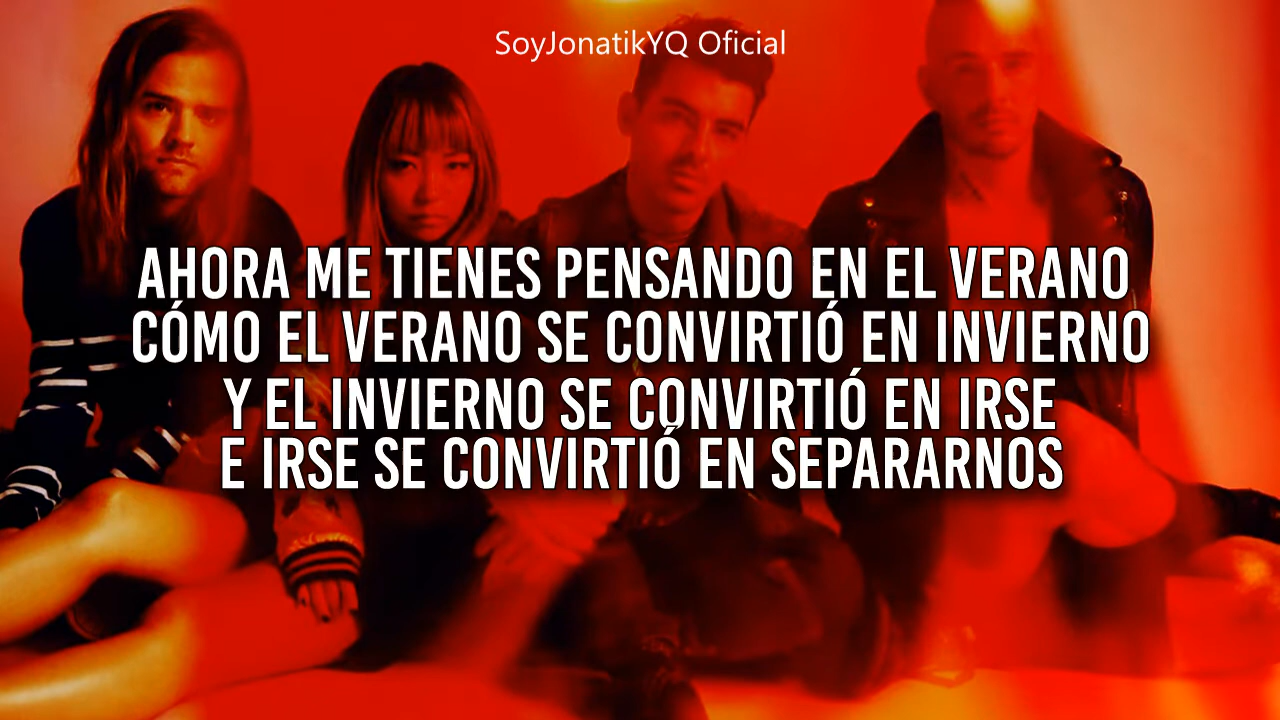 SoyJonatikYQ Oficial
AHORA ME TIENES PENSANDO EN EL VERANO
CÓMO EL VERANO SE CONVIRTIÓ EN INVIERNO
Y EL INVIERNO SE CONVIRTIÓ EN IRSE
E IRSE SE CONVIRTIÓ EN SEPARARNOS